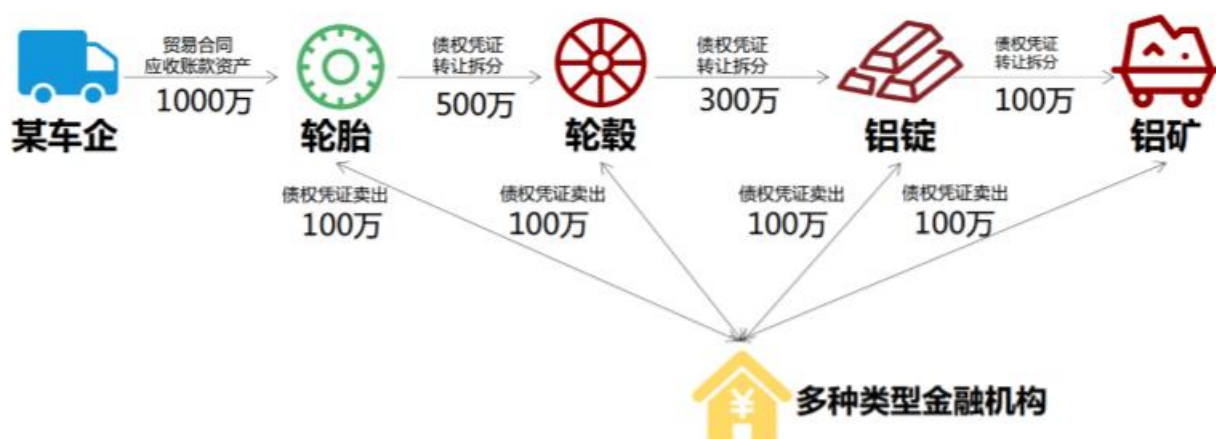 贸易合同
应收账款资产
1000万
债权凭证
转让拆分
500万
债权凭证
转让拆分
300万
债权凭证
转让拆分
100万
某车企
轮胎
轮毂
铝锭
铝矿
债权凭证卖出
100万
债权凭证卖出
100万
债权凭证卖出
100万
债权凭证卖出
100万
¥
多种类型金融机构